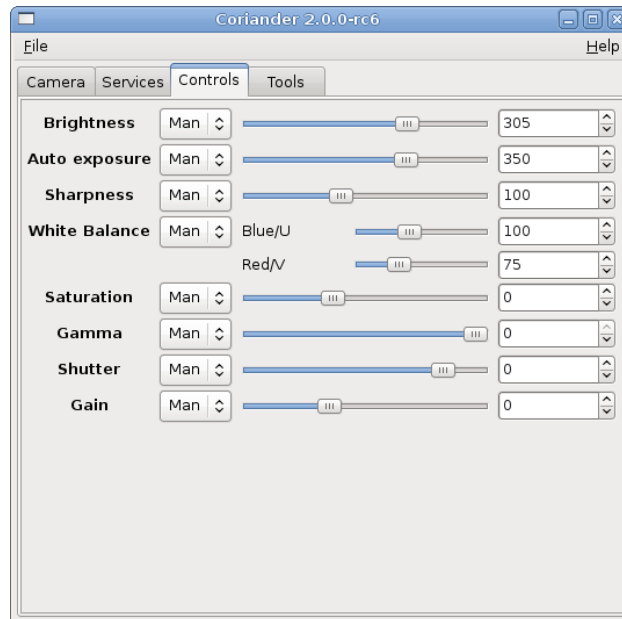 Coriander 2.0.0-rc6
File Help
Camera Services Controls Tools
Brightness Man 305
Auto exposure Man 350
Sharpness Man 100
White Balance Man Blue/U 100
Red/V 75
Saturation Man 0
Gamma Man 0
Shutter Man 0
Gain Man 0